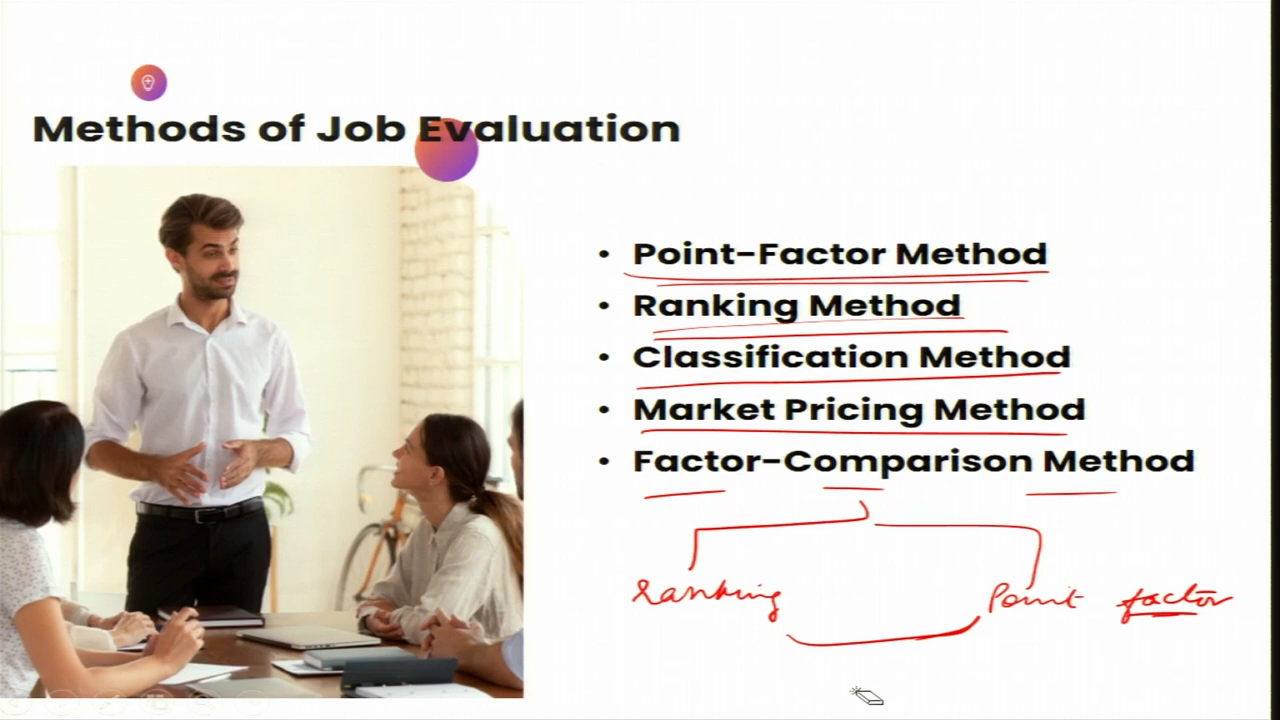 Methods of Job Evaluation
• Point-Factor Method
• Ranking Method
• Classification Method
• Market Pricing Method
• Factor-Comparison Method
Ranking
Point factor